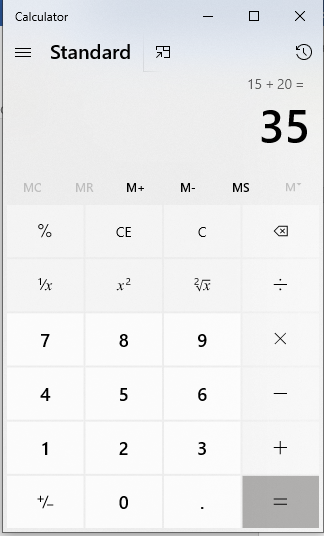 Calculator
Standard
15 + 20 =
35
MC MR M+ M- MS M˅
% CE C
¹/x x² ²√x ÷
7 8 9 ×
4 5 6 −
1 2 3 +
+/− 0 . =